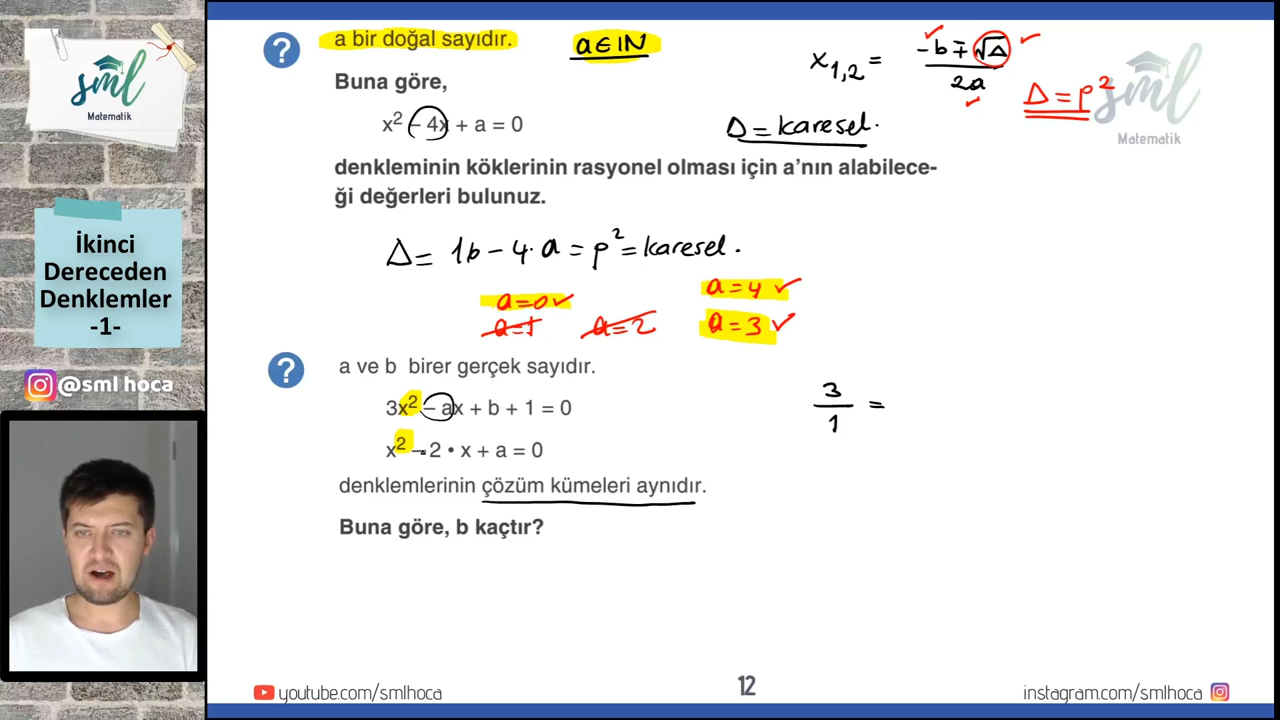 sml
Matematik
İkinci
Dereceden
Denklemler
-1-
@sml hoca
?
a bir doğal sayıdır.
a ∈ IN
x1,2 = -b ∓ √Δ / 2a
Δ = p²
sml
Matematik
Buna göre,
x² – 4x + a = 0
Δ = karesel.
denkleminin köklerinin rasyonel olması için a’nın alabilece-
ği değerleri bulunuz.
Δ = 16 – 4·a = p² = karesel.
a=0 ✓
a=4 ✓
a=1
a=2
a=3 ✓
?
a ve b birer gerçek sayıdır.
3x² – ax + b + 1 = 0
3/1 =
x² – 2 • x + a = 0
denklemlerinin çözüm kümeleri aynıdır.
Buna göre, b kaçtır?
youtube.com/smlhoca
12
instagram.com/smlhoca